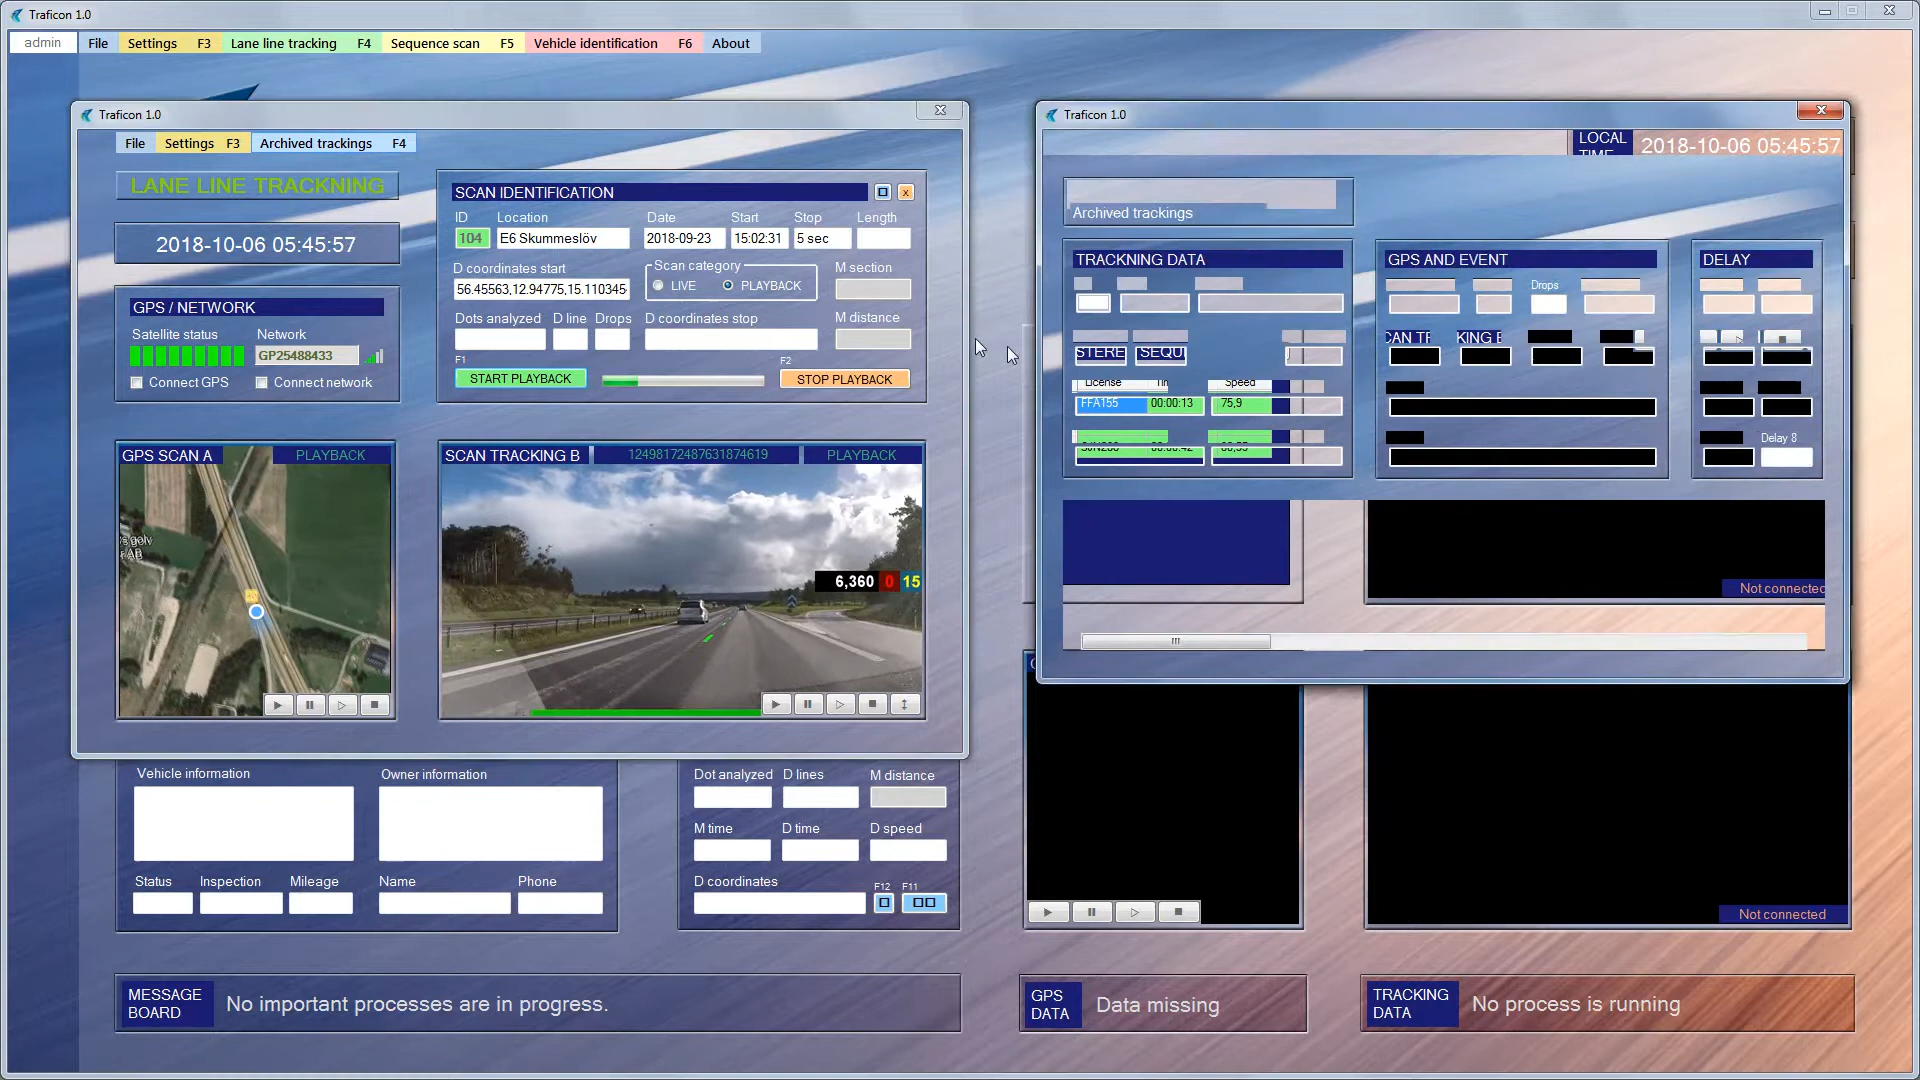 Traficon 1.0
admin File Settings F3 Lane line tracking F4 Sequence scan F5 Vehicle identification F6 About
Traficon 1.0
File Settings F3 Archived trackings F4
LANE LINE TRACKNING
2018-10-06 05:45:57
GPS / NETWORK
Satellite status Network
GP25488433
Connect GPS Connect network
SCAN IDENTIFICATION
ID Location Date Start Stop Length
104 E6 Skummeslöv 2018-09-23 15:02:31 5 sec
D coordinates start Scan category M section
56.45563,12.94775,15.110345
LIVE PLAYBACK
Dots analyzed D line Drops D coordinates stop M distance
F1 F2
START PLAYBACK STOP PLAYBACK
GPS SCAN A PLAYBACK
SCAN TRACKING B 12498172487631874619 PLAYBACK
6,360 0 15
Vehicle information Owner information
Status Inspection Mileage Name Phone
Dot analyzed D lines M distance
M time D time D speed
D coordinates F12 F11
Traficon 1.0
LOCAL TIME 2018-10-06 05:45:57
Archived trackings
TRACKNING DATA
License Speed
FFA155 00:00:13 75,9
GPS AND EVENT
Drops
DELAY
Delay 8
Not connected
Not connected
MESSAGE BOARD No important processes are in progress.
GPS DATA Data missing
TRACKING DATA No process is running